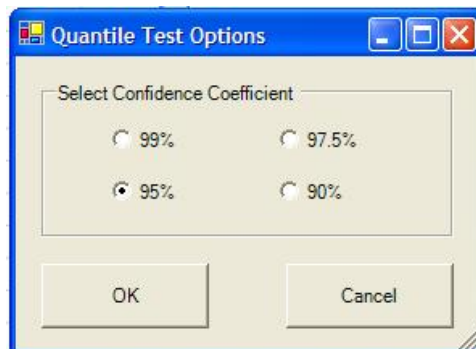 Quantile Test Options
Select Confidence Coefficient
99% 97.5%
95% 90%
OK Cancel